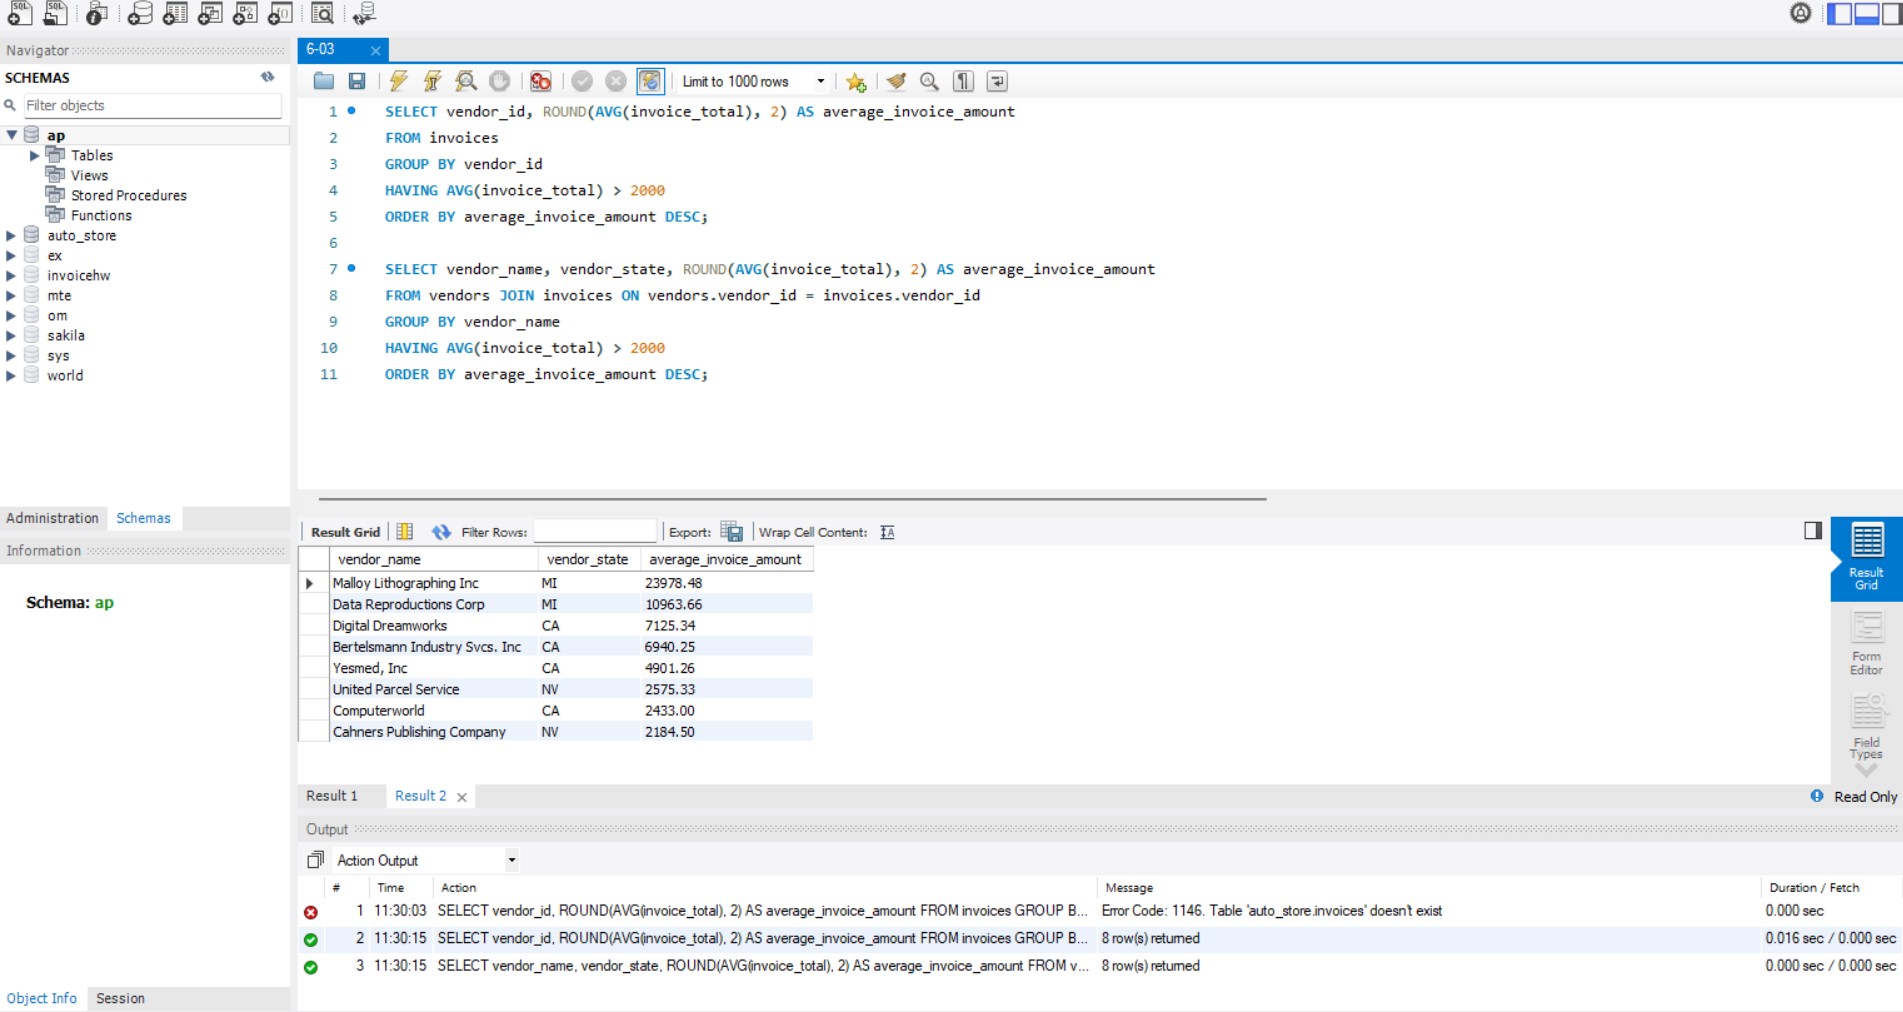 6-03
Navigator
SCHEMAS
Filter objects
ap
Tables
Views
Stored Procedures
Functions
auto_store
ex
invoicehw
mte
om
sakila
sys
world
Administration Schemas
Information
Schema: ap
Object Info Session
Limit to 1000 rows
1 SELECT vendor_id, ROUND(AVG(invoice_total), 2) AS average_invoice_amount
2 FROM invoices
3 GROUP BY vendor_id
4 HAVING AVG(invoice_total) > 2000
5 ORDER BY average_invoice_amount DESC;
6
7 SELECT vendor_name, vendor_state, ROUND(AVG(invoice_total), 2) AS average_invoice_amount
8 FROM vendors JOIN invoices ON vendors.vendor_id = invoices.vendor_id
9 GROUP BY vendor_name
10 HAVING AVG(invoice_total) > 2000
11 ORDER BY average_invoice_amount DESC;
Result Grid Filter Rows: Export: Wrap Cell Content:
vendor_name vendor_state average_invoice_amount
Malloy Lithographing Inc MI 23978.48
Data Reproductions Corp MI 10963.66
Digital Dreamworks CA 7125.34
Bertelsmann Industry Svcs. Inc CA 6940.25
Yesmed, Inc CA 4901.26
United Parcel Service NV 2575.33
Computerworld CA 2433.00
Cahners Publishing Company NV 2184.50
Result
Grid
Form
Editor
Field
Types
Result 1 Result 2 Read Only
Output
Action Output
# Time Action Message Duration / Fetch
1 11:30:03 SELECT vendor_id, ROUND(AVG(invoice_total), 2) AS average_invoice_amount FROM invoices GROUP B... Error Code: 1146. Table 'auto_store.invoices' doesn't exist 0.000 sec
2 11:30:15 SELECT vendor_id, ROUND(AVG(invoice_total), 2) AS average_invoice_amount FROM invoices GROUP B... 8 row(s) returned 0.016 sec / 0.000 sec
3 11:30:15 SELECT vendor_name, vendor_state, ROUND(AVG(invoice_total), 2) AS average_invoice_amount FROM v... 8 row(s) returned 0.000 sec / 0.000 sec